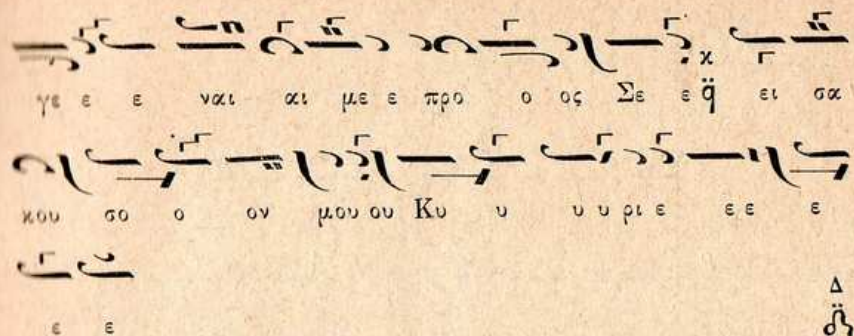 γε ε ε ναι αι με ε προ ο ος Σε ε ϰ q̈ ει σα
κου σο ο ον μου ου Κυ υ υ υ ρι ε ε ε ε
ε ε Δ